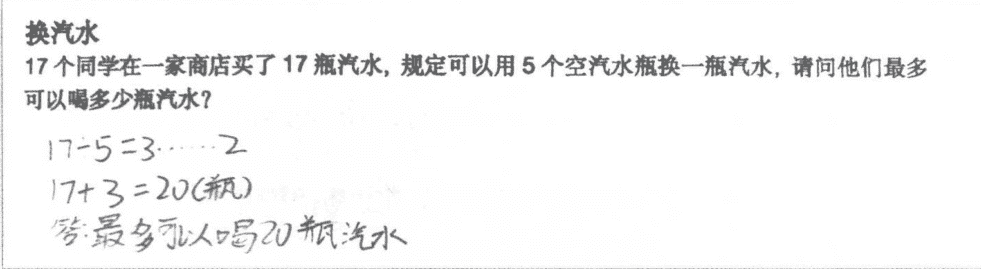 换汽水
17个同学在一家商店买了17瓶汽水，规定可以用5个空汽水瓶换一瓶汽水，请问他们最多
可以喝多少瓶汽水？
17÷5=3……2
17+3=20(瓶)
答:最多可以喝20瓶汽水